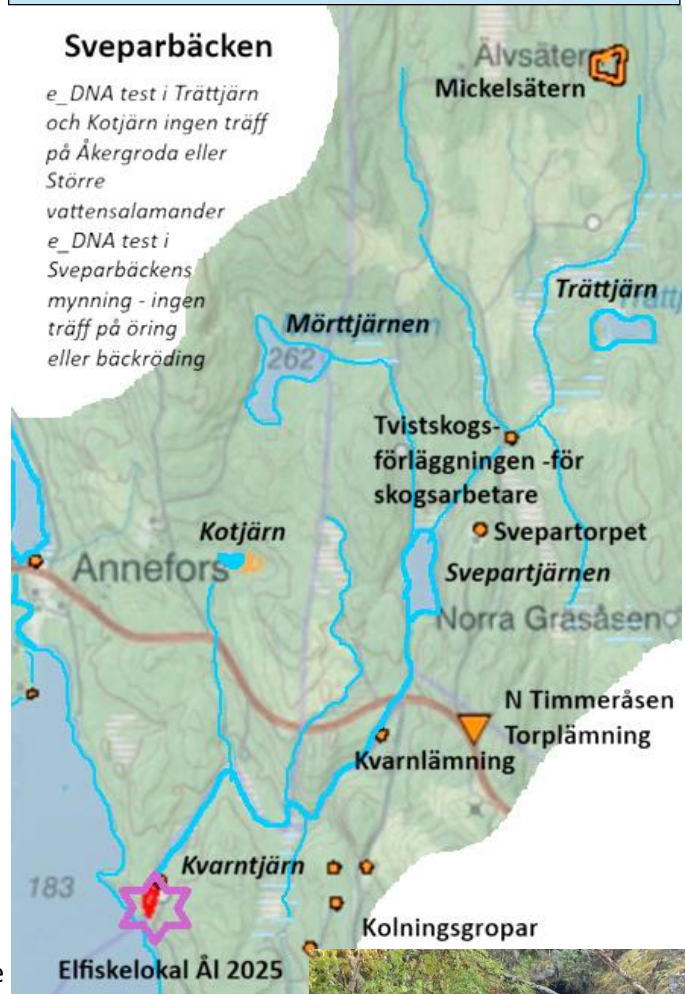 Sveparbäcken
e_DNA test i Trättjärn
och Kotjärn ingen träff
på Åkergroda eller
Större
vattensalamander
e_DNA test i
Sveparbäckens
mynning - ingen
träff på öring
eller bäckröding
Älvsätern
Mickelsätern
Trättjärn
Mörttjärnen
262
Tvistskogs-
förläggningen -för
skogsarbetare
Kotjärn
Svepartorpet
Annefors
Svepartjärnen
Norra Gräsåsen
N Timmeråsen
Torplämning
Kvarnlämning
Kvarntjärn
183
Kolningsgropar
Elfiskelokal Ål 2025